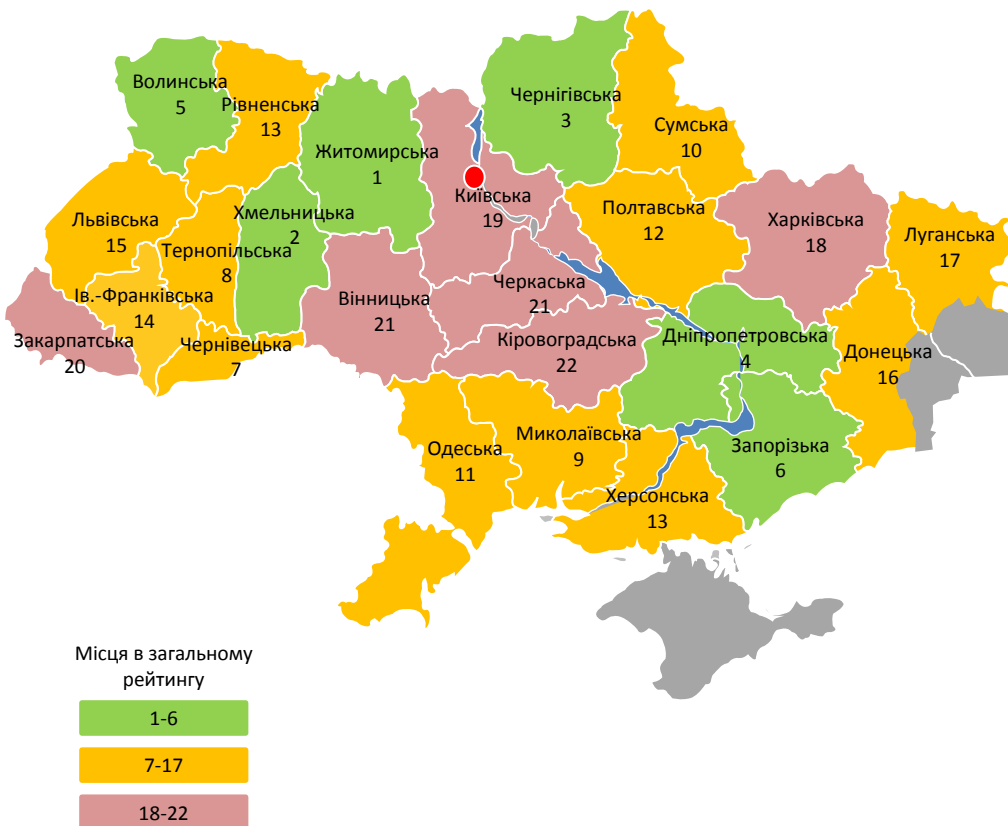 Волинська
5
Рівненська
13
Житомирська
1
Чернігівська
3
Сумська
10
Київська
19
Полтавська
12
Харківська
18
Луганська
17
Львівська
15
Хмельницька
2
Тернопільська
8
Ів.-Франківська
14
Вінницька
21
Черкаська
21
Закарпатська
20
Чернівецька
7
Кіровоградська
22
Дніпропетровська
4
Донецька
16
Одеська
11
Миколаївська
9
Запорізька
6
Херсонська
13
Місця в загальному
рейтингу
1-6
7-17
18-22